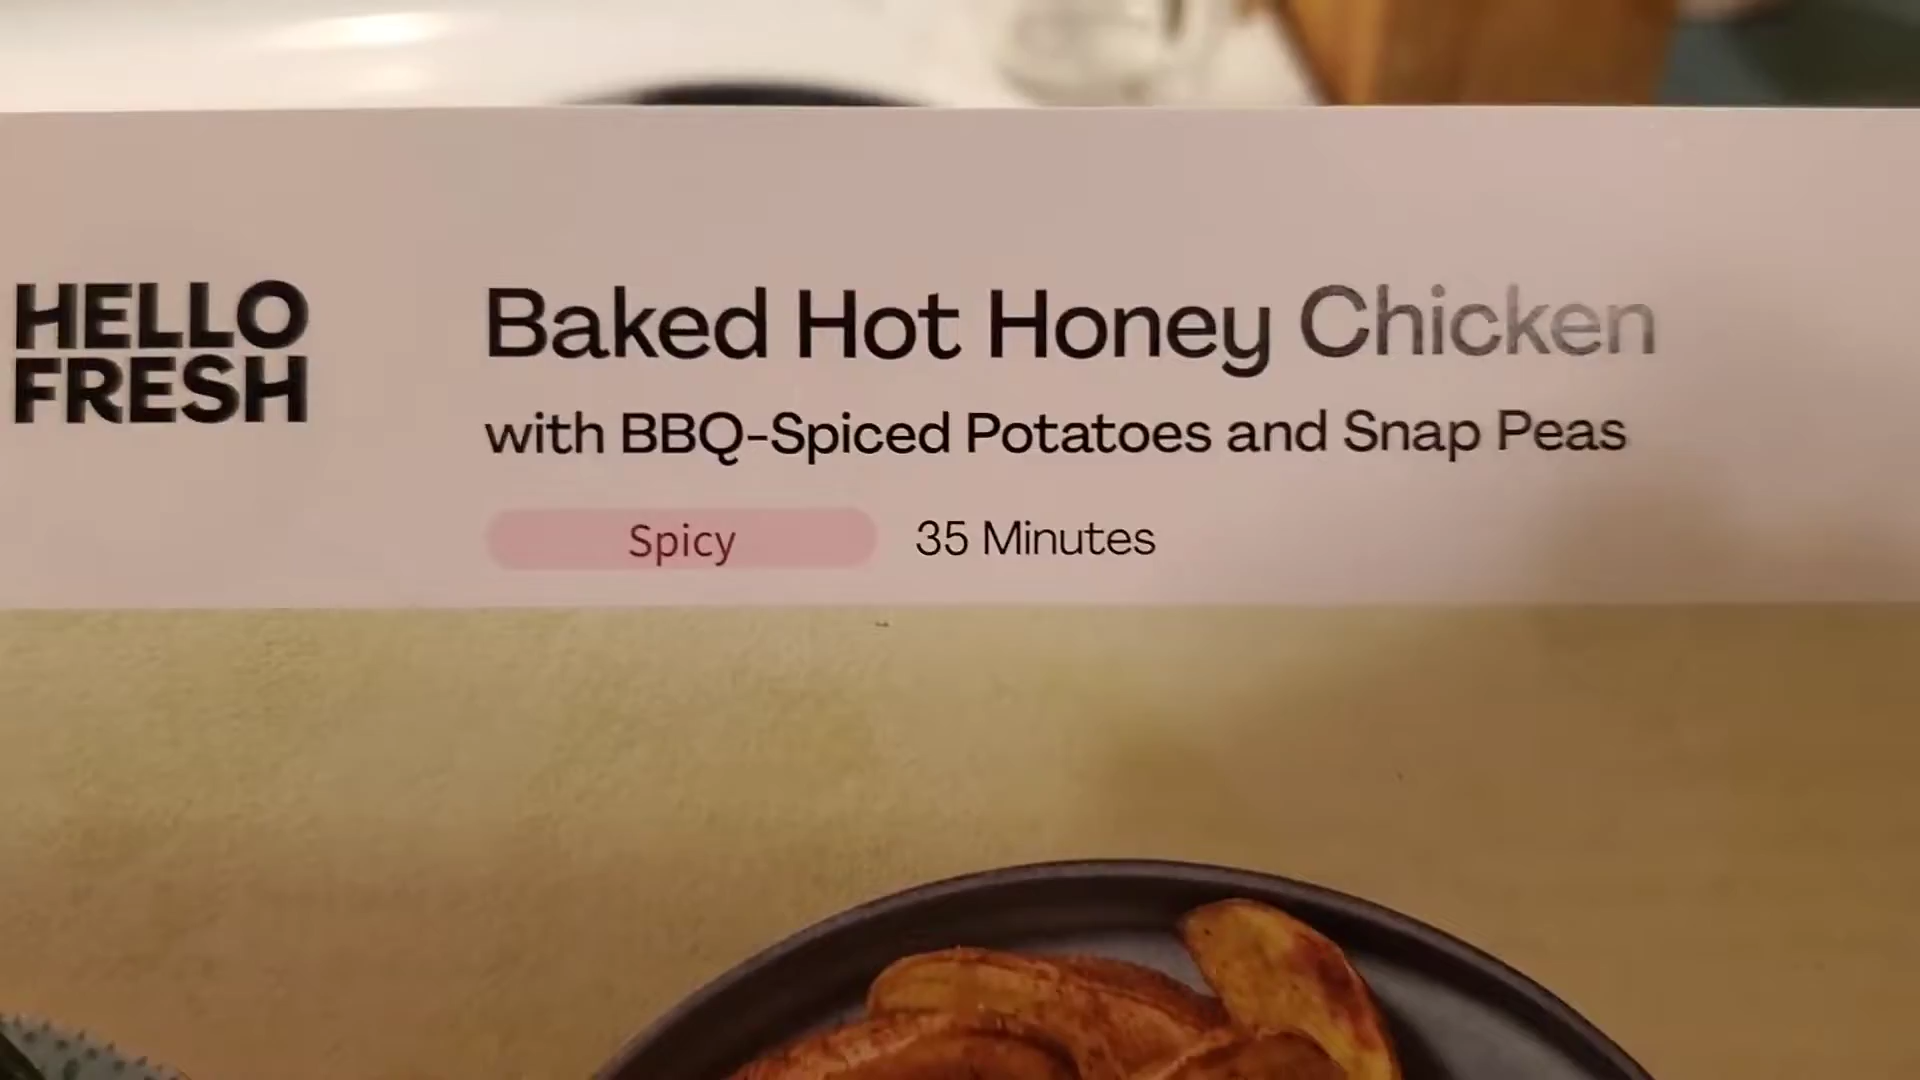 HELLO
FRESH
Baked Hot Honey Chicken
with BBQ-Spiced Potatoes and Snap Peas
Spicy 35 Minutes